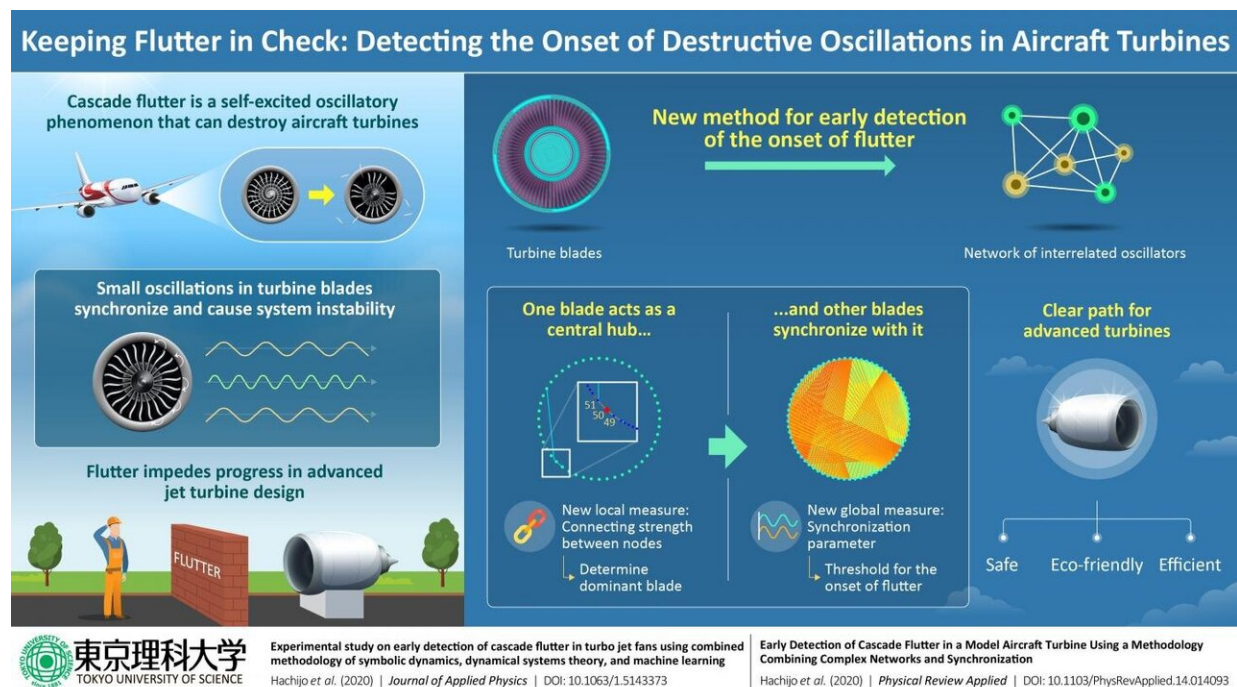 Keeping Flutter in Check: Detecting the Onset of Destructive Oscillations in Aircraft Turbines
Cascade flutter is a self-excited oscillatory
phenomenon that can destroy aircraft turbines
Small oscillations in turbine blades
synchronize and cause system instability
Flutter impedes progress in advanced
jet turbine design
FLUTTER
New method for early detection
of the onset of flutter
Turbine blades
Network of interrelated oscillators
One blade acts as a
central hub...
51
50
49
New local measure:
Connecting strength
between nodes
Determine
dominant blade
...and other blades
synchronize with it
New global measure:
Synchronization
parameter
Threshold for the
onset of flutter
Clear path for
advanced turbines
Safe
Eco-friendly
Efficient
TOKYO UNIVERSITY OF SCIENCE
since 1881
東京理科大学
TOKYO UNIVERSITY OF SCIENCE
Experimental study on early detection of cascade flutter in turbo jet fans using combined
methodology of symbolic dynamics, dynamical systems theory, and machine learning
Hachijo et al. (2020) | Journal of Applied Physics | DOI: 10.1063/1.5143373
Early Detection of Cascade Flutter in a Model Aircraft Turbine Using a Methodology
Combining Complex Networks and Synchronization
Hachijo et al. (2020) | Physical Review Applied | DOI: 10.1103/PhysRevApplied.14.014093